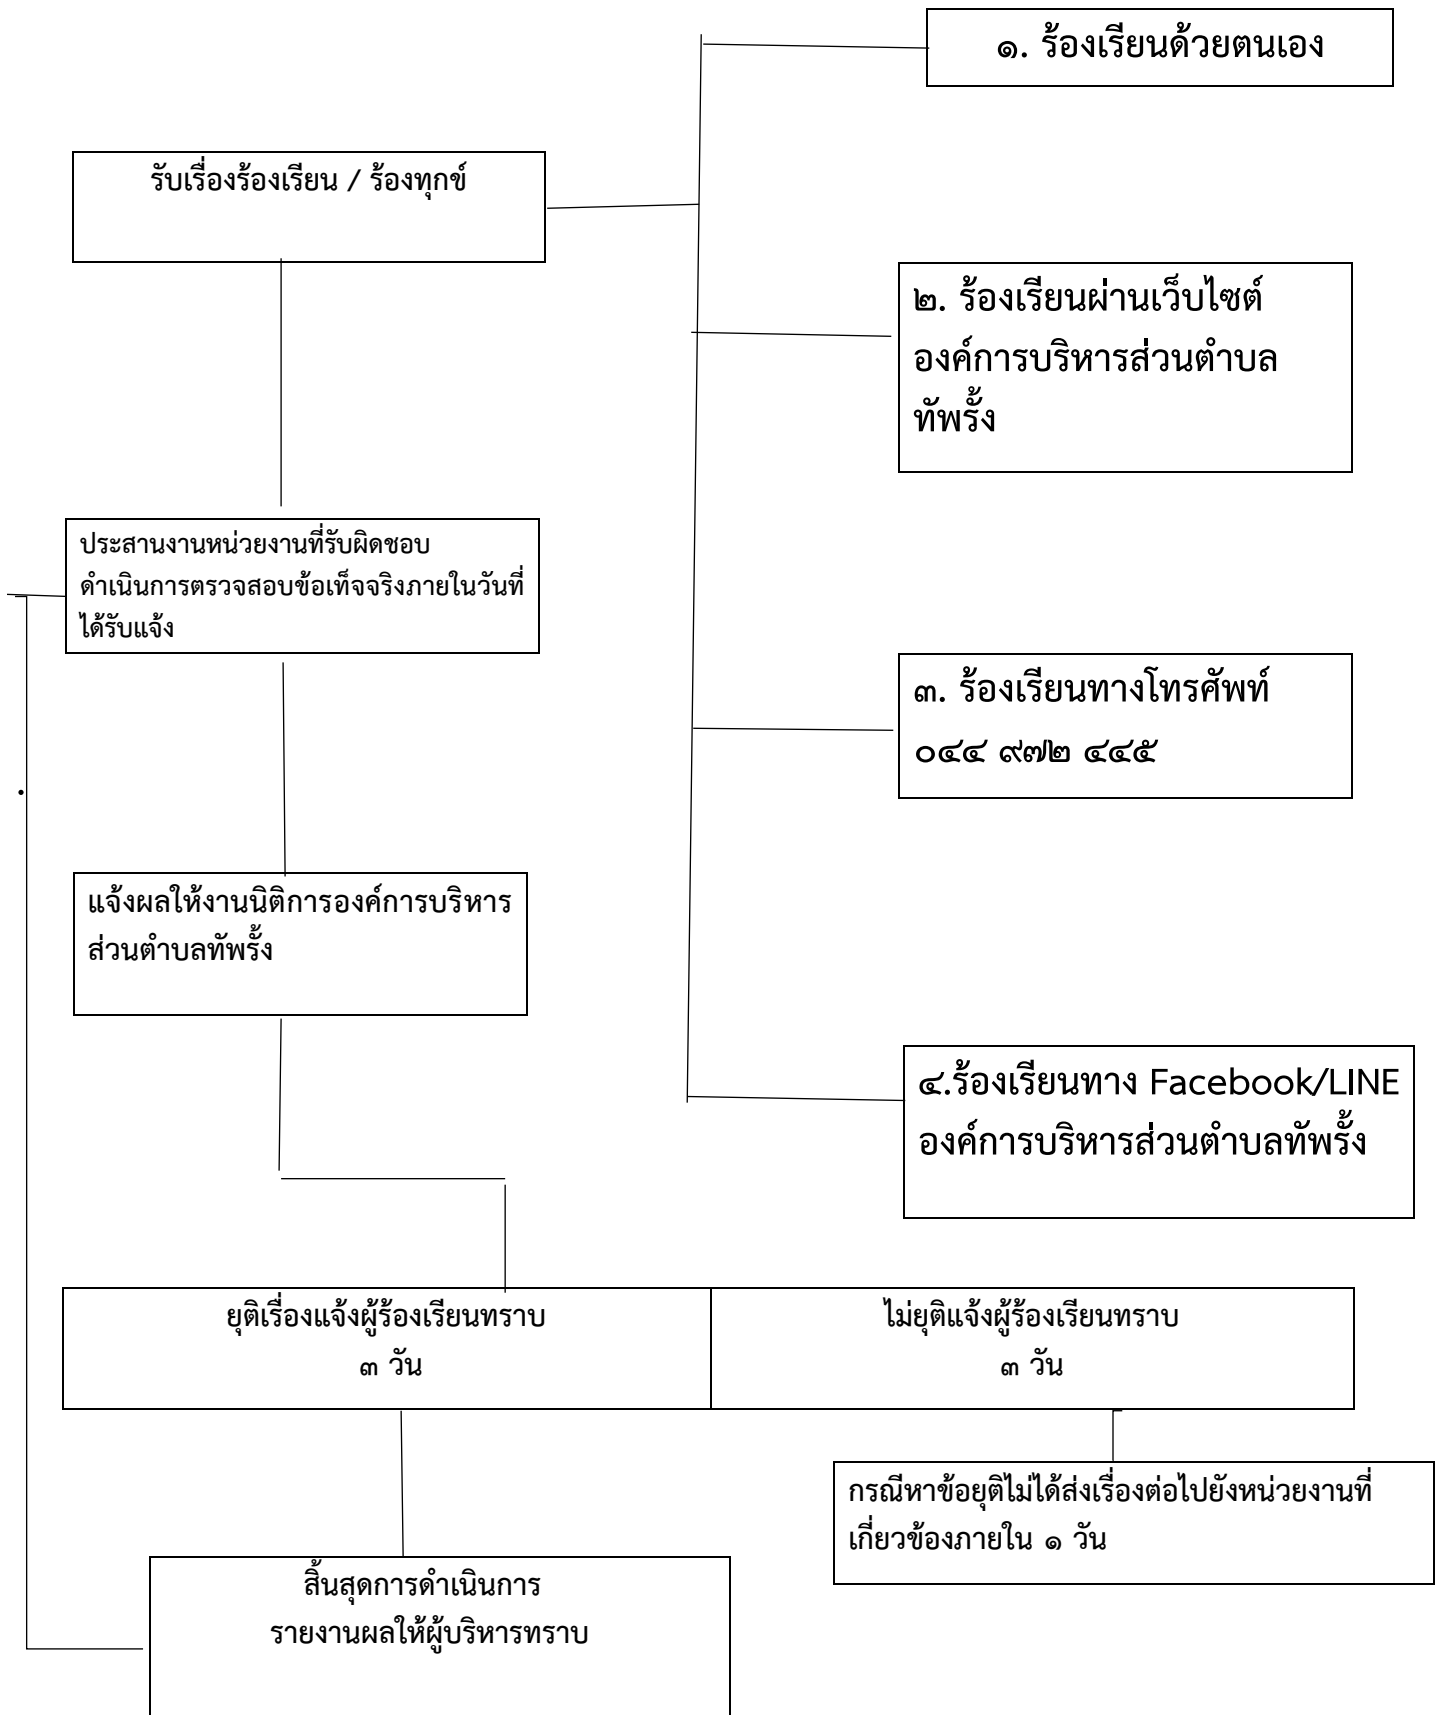 ๑. ร้องเรียนด้วยตนเอง
รับเรื่องร้องเรียน / ร้องทุกข์
๒. ร้องเรียนผ่านเว็บไซต์
องค์การบริหารส่วนตำบล
ทัพรั้ง
ประสานงานหน่วยงานที่รับผิดชอบ
ดำเนินการตรวจสอบข้อเท็จจริงภายในวันที่
ได้รับแจ้ง
๓. ร้องเรียนทางโทรศัพท์
๐๔๔ ๙๗๒ ๔๔๕
แจ้งผลให้งานนิติการองค์การบริหาร
ส่วนตำบลทัพรั้ง
๔.ร้องเรียนทาง Facebook/LINE
องค์การบริหารส่วนตำบลทัพรั้ง
ยุติเรื่องแจ้งผู้ร้องเรียนทราบ
๓ วัน
ไม่ยุติแจ้งผู้ร้องเรียนทราบ
๓ วัน
กรณีหาข้อยุติไม่ได้ส่งเรื่องต่อไปยังหน่วยงานที่
เกี่ยวข้องภายใน ๑ วัน
สิ้นสุดการดำเนินการ
รายงานผลให้ผู้บริหารทราบ